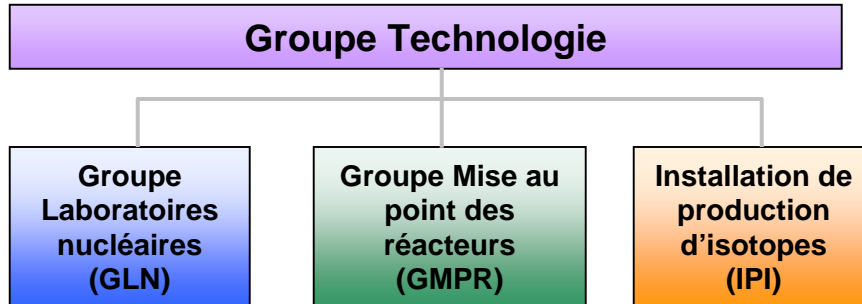 Groupe Technologie
Groupe
Laboratoires
nucléaires
(GLN)
Groupe Mise au
point des
réacteurs
(GMPR)
Installation de
production
d’isotopes
(IPI)